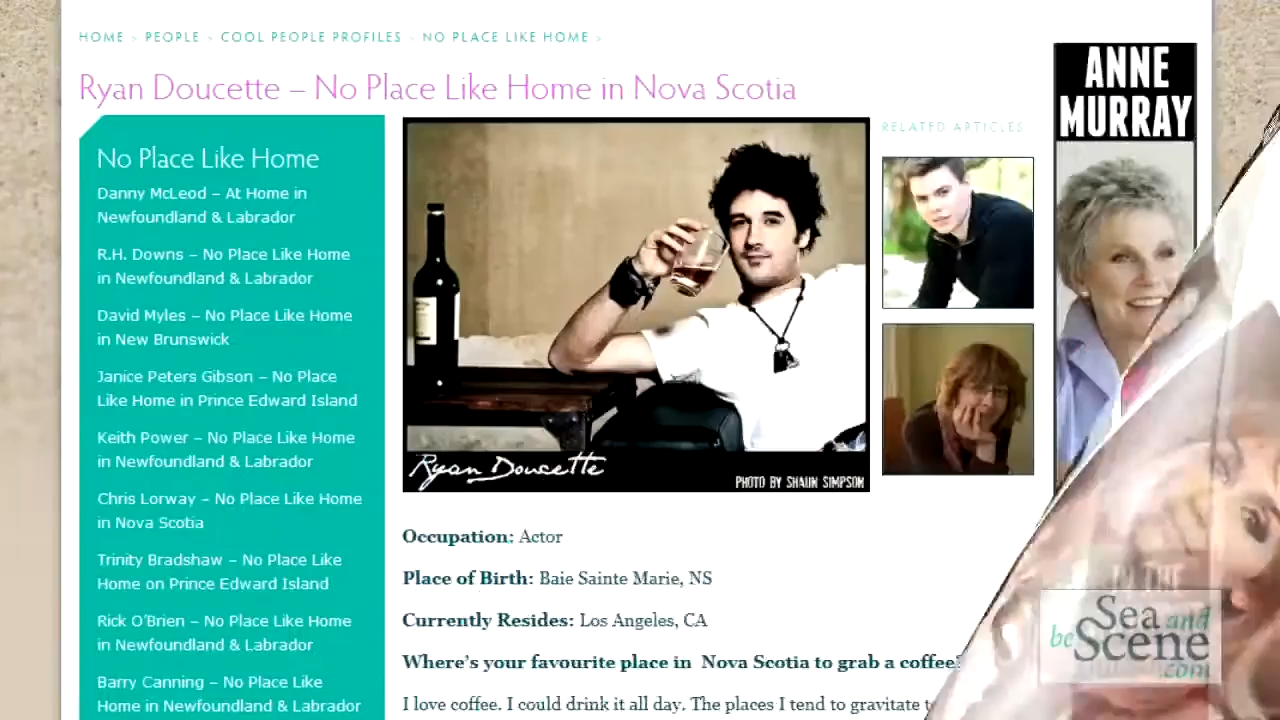 HOME > PEOPLE > COOL PEOPLE PROFILES > NO PLACE LIKE HOME >
Ryan Doucette – No Place Like Home in Nova Scotia
No Place Like Home
Danny McLeod – At Home in
Newfoundland & Labrador
R.H. Downs – No Place Like Home
in Newfoundland & Labrador
David Myles – No Place Like Home
in New Brunswick
Janice Peters Gibson – No Place
Like Home in Prince Edward Island
Keith Power – No Place Like Home
in Newfoundland & Labrador
Chris Lorway – No Place Like Home
in Nova Scotia
Trinity Bradshaw – No Place Like
Home on Prince Edward Island
Rick O'Brien – No Place Like Home
in Newfoundland & Labrador
Barry Canning – No Place Like
Home in Newfoundland & Labrador
Ryan Doucette
PHOTO BY SHAUN SIMPSON
Occupation: Actor
Place of Birth: Baie Sainte Marie, NS
Currently Resides: Los Angeles, CA
Where's your favourite place in Nova Scotia to grab a coffee?
I love coffee. I could drink it all day. The places I tend to gravitate
RELATED ARTICLES
ANNE
MURRAY
IN THE
Sea and
be Scene
.com